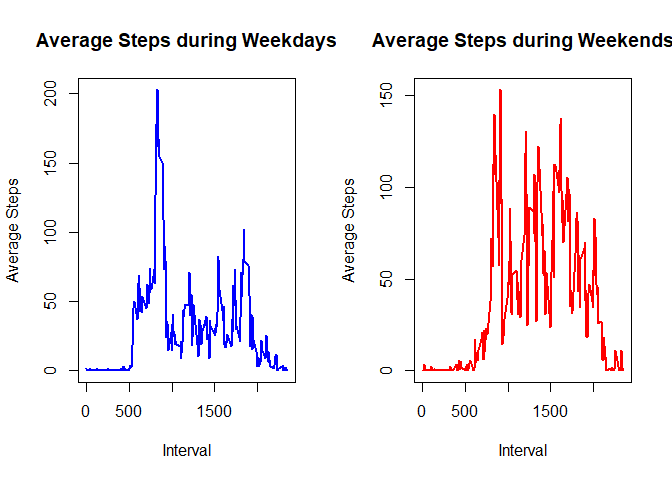 Average Steps during Weekdays
Average Steps
200
150
100
50
0
0 500 1500
Interval
Average Steps during Weekends
Average Steps
150
100
50
0
0 500 1500
Interval